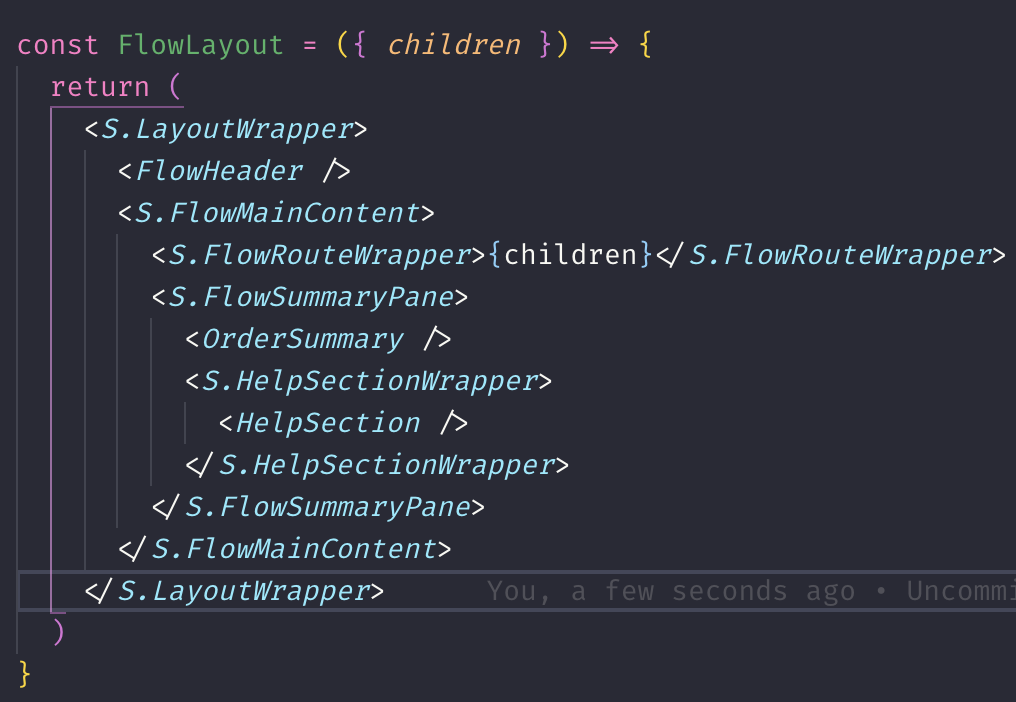 const FlowLayout = ({ children }) => {
return (
<S.LayoutWrapper>
<FlowHeader />
<S.FlowMainContent>
<S.FlowRouteWrapper>{children}</S.FlowRouteWrapper>
<S.FlowSummaryPane>
<OrderSummary />
<S.HelpSectionWrapper>
<HelpSection />
</S.HelpSectionWrapper>
</S.FlowSummaryPane>
</S.FlowMainContent>
</S.LayoutWrapper> You, a few seconds ago • Uncommi
)
}